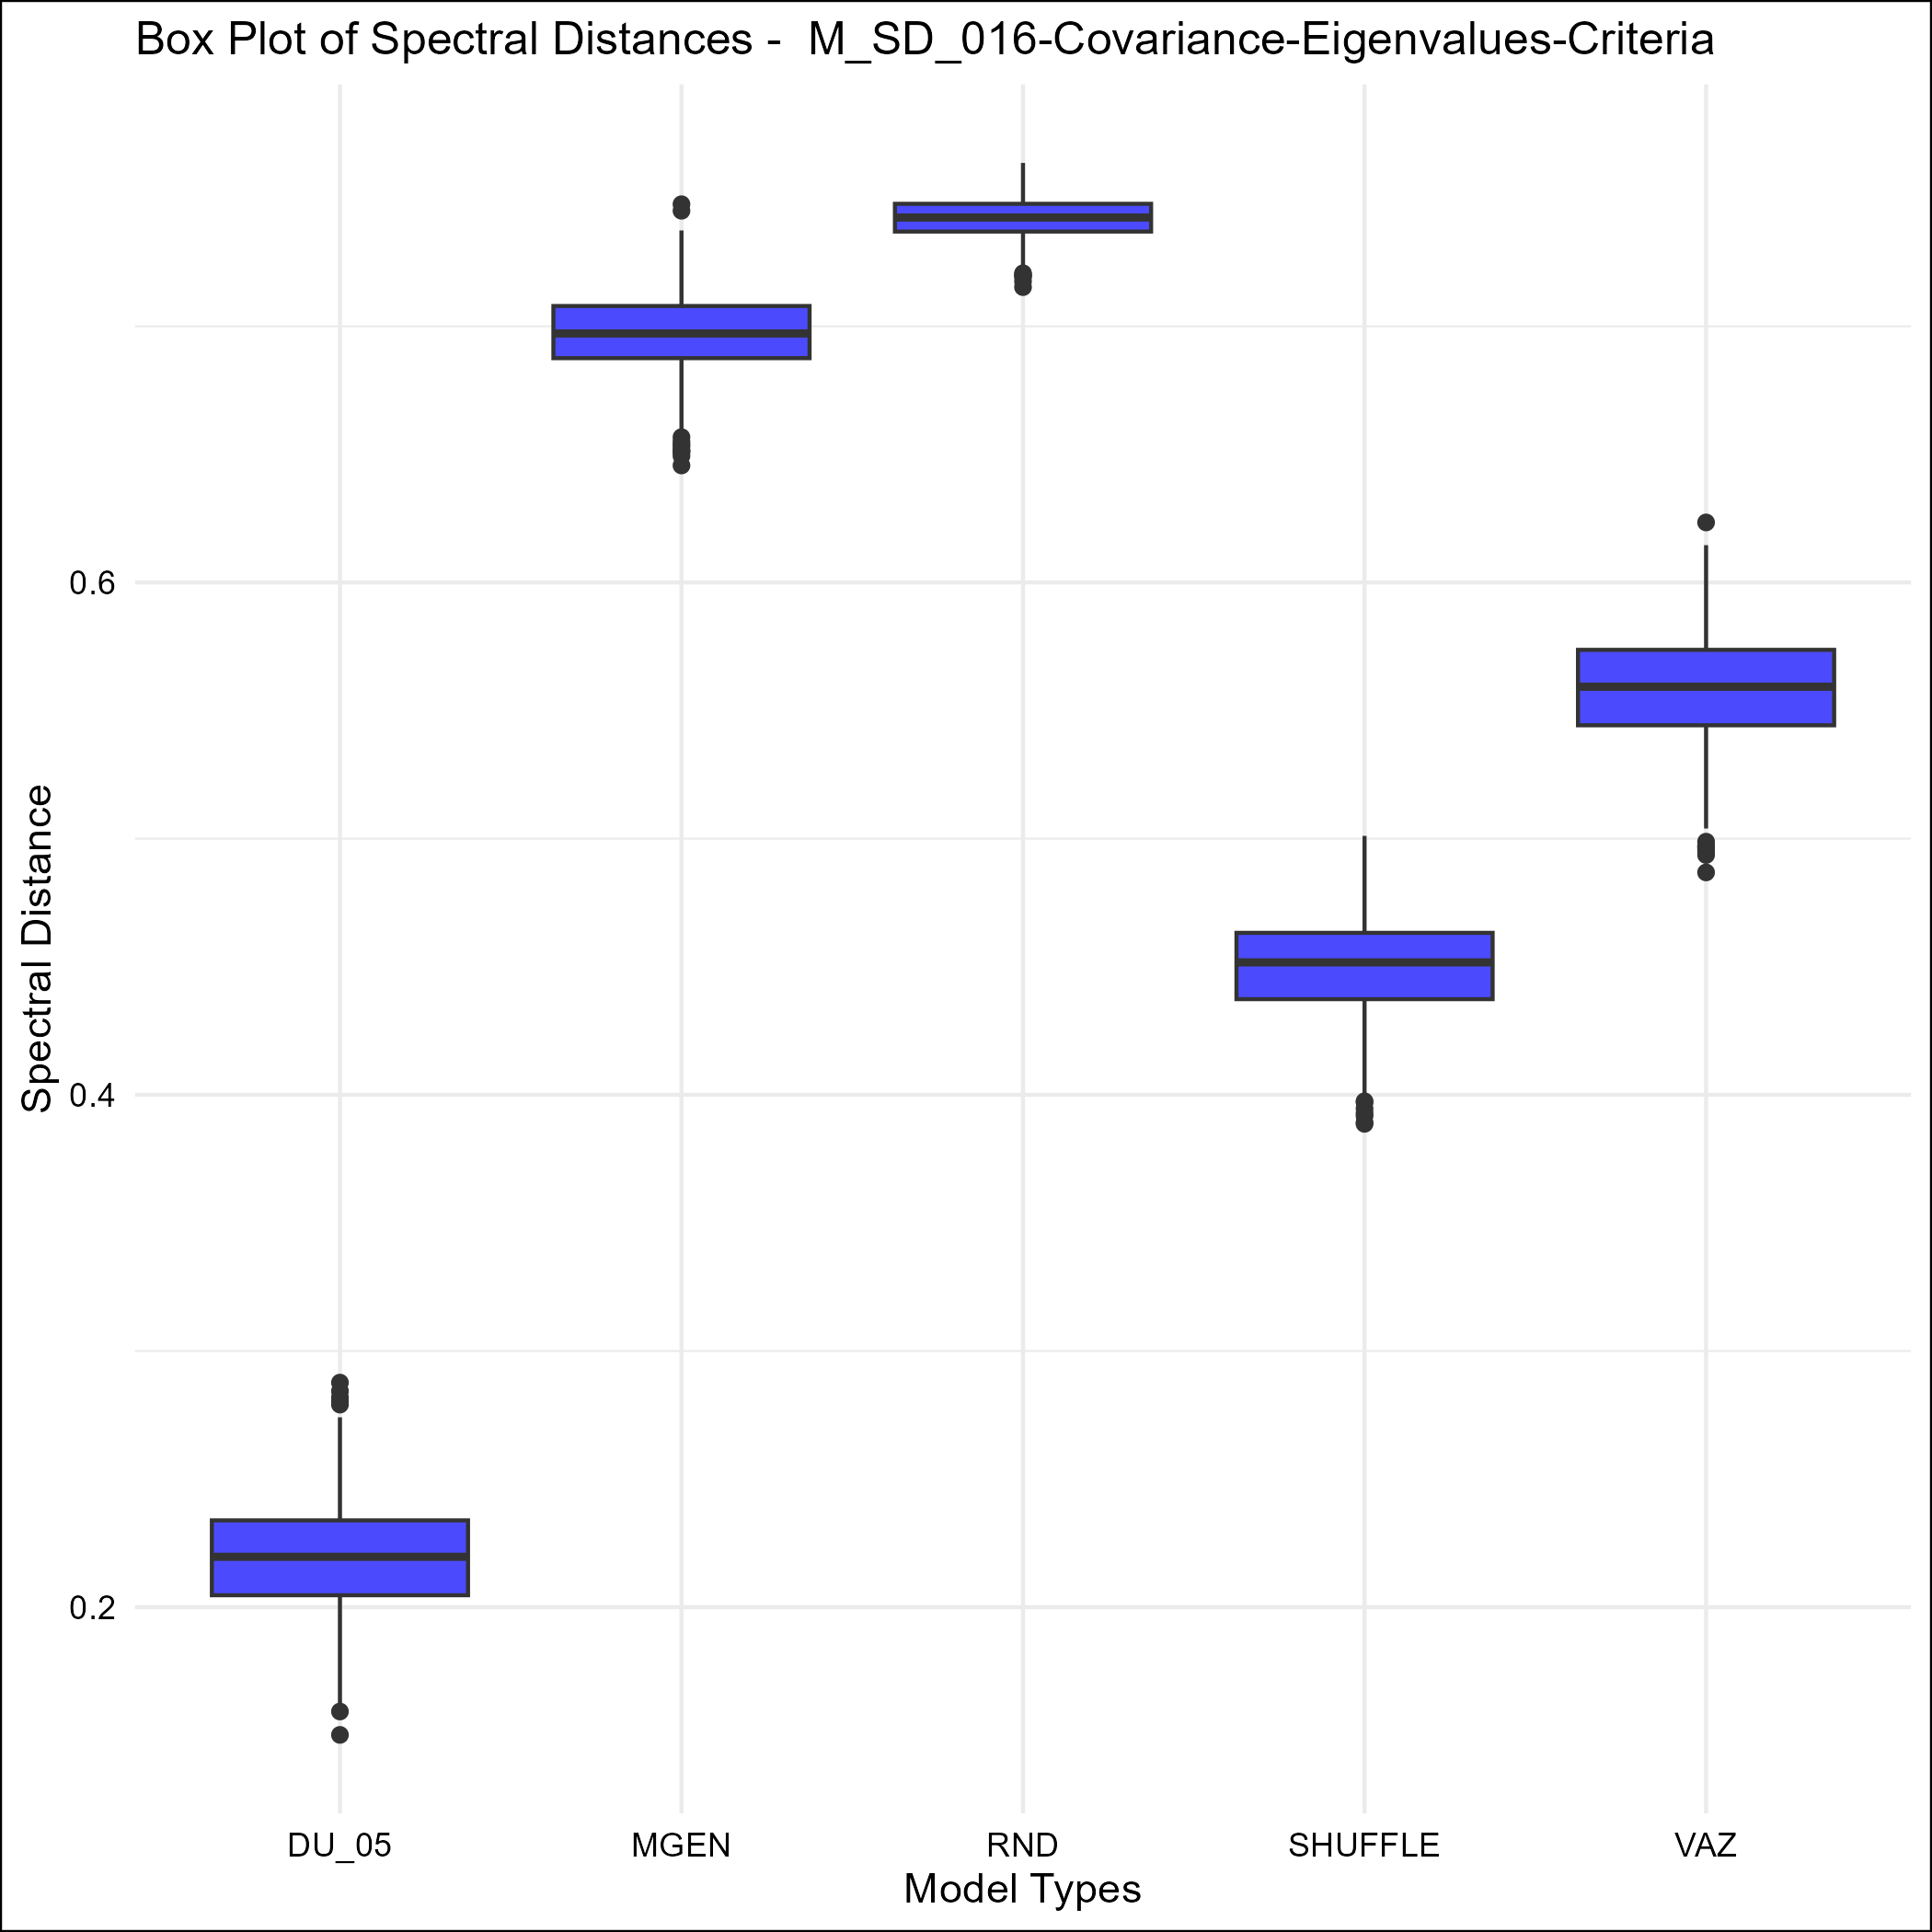 Box Plot of Spectral Distances -  M_SD_016-Covariance-Eigenvalues-Criteria
Spectral Distance
0.6
0.4
0.2
DU_05 MGEN RND SHUFFLE VAZ
Model Types